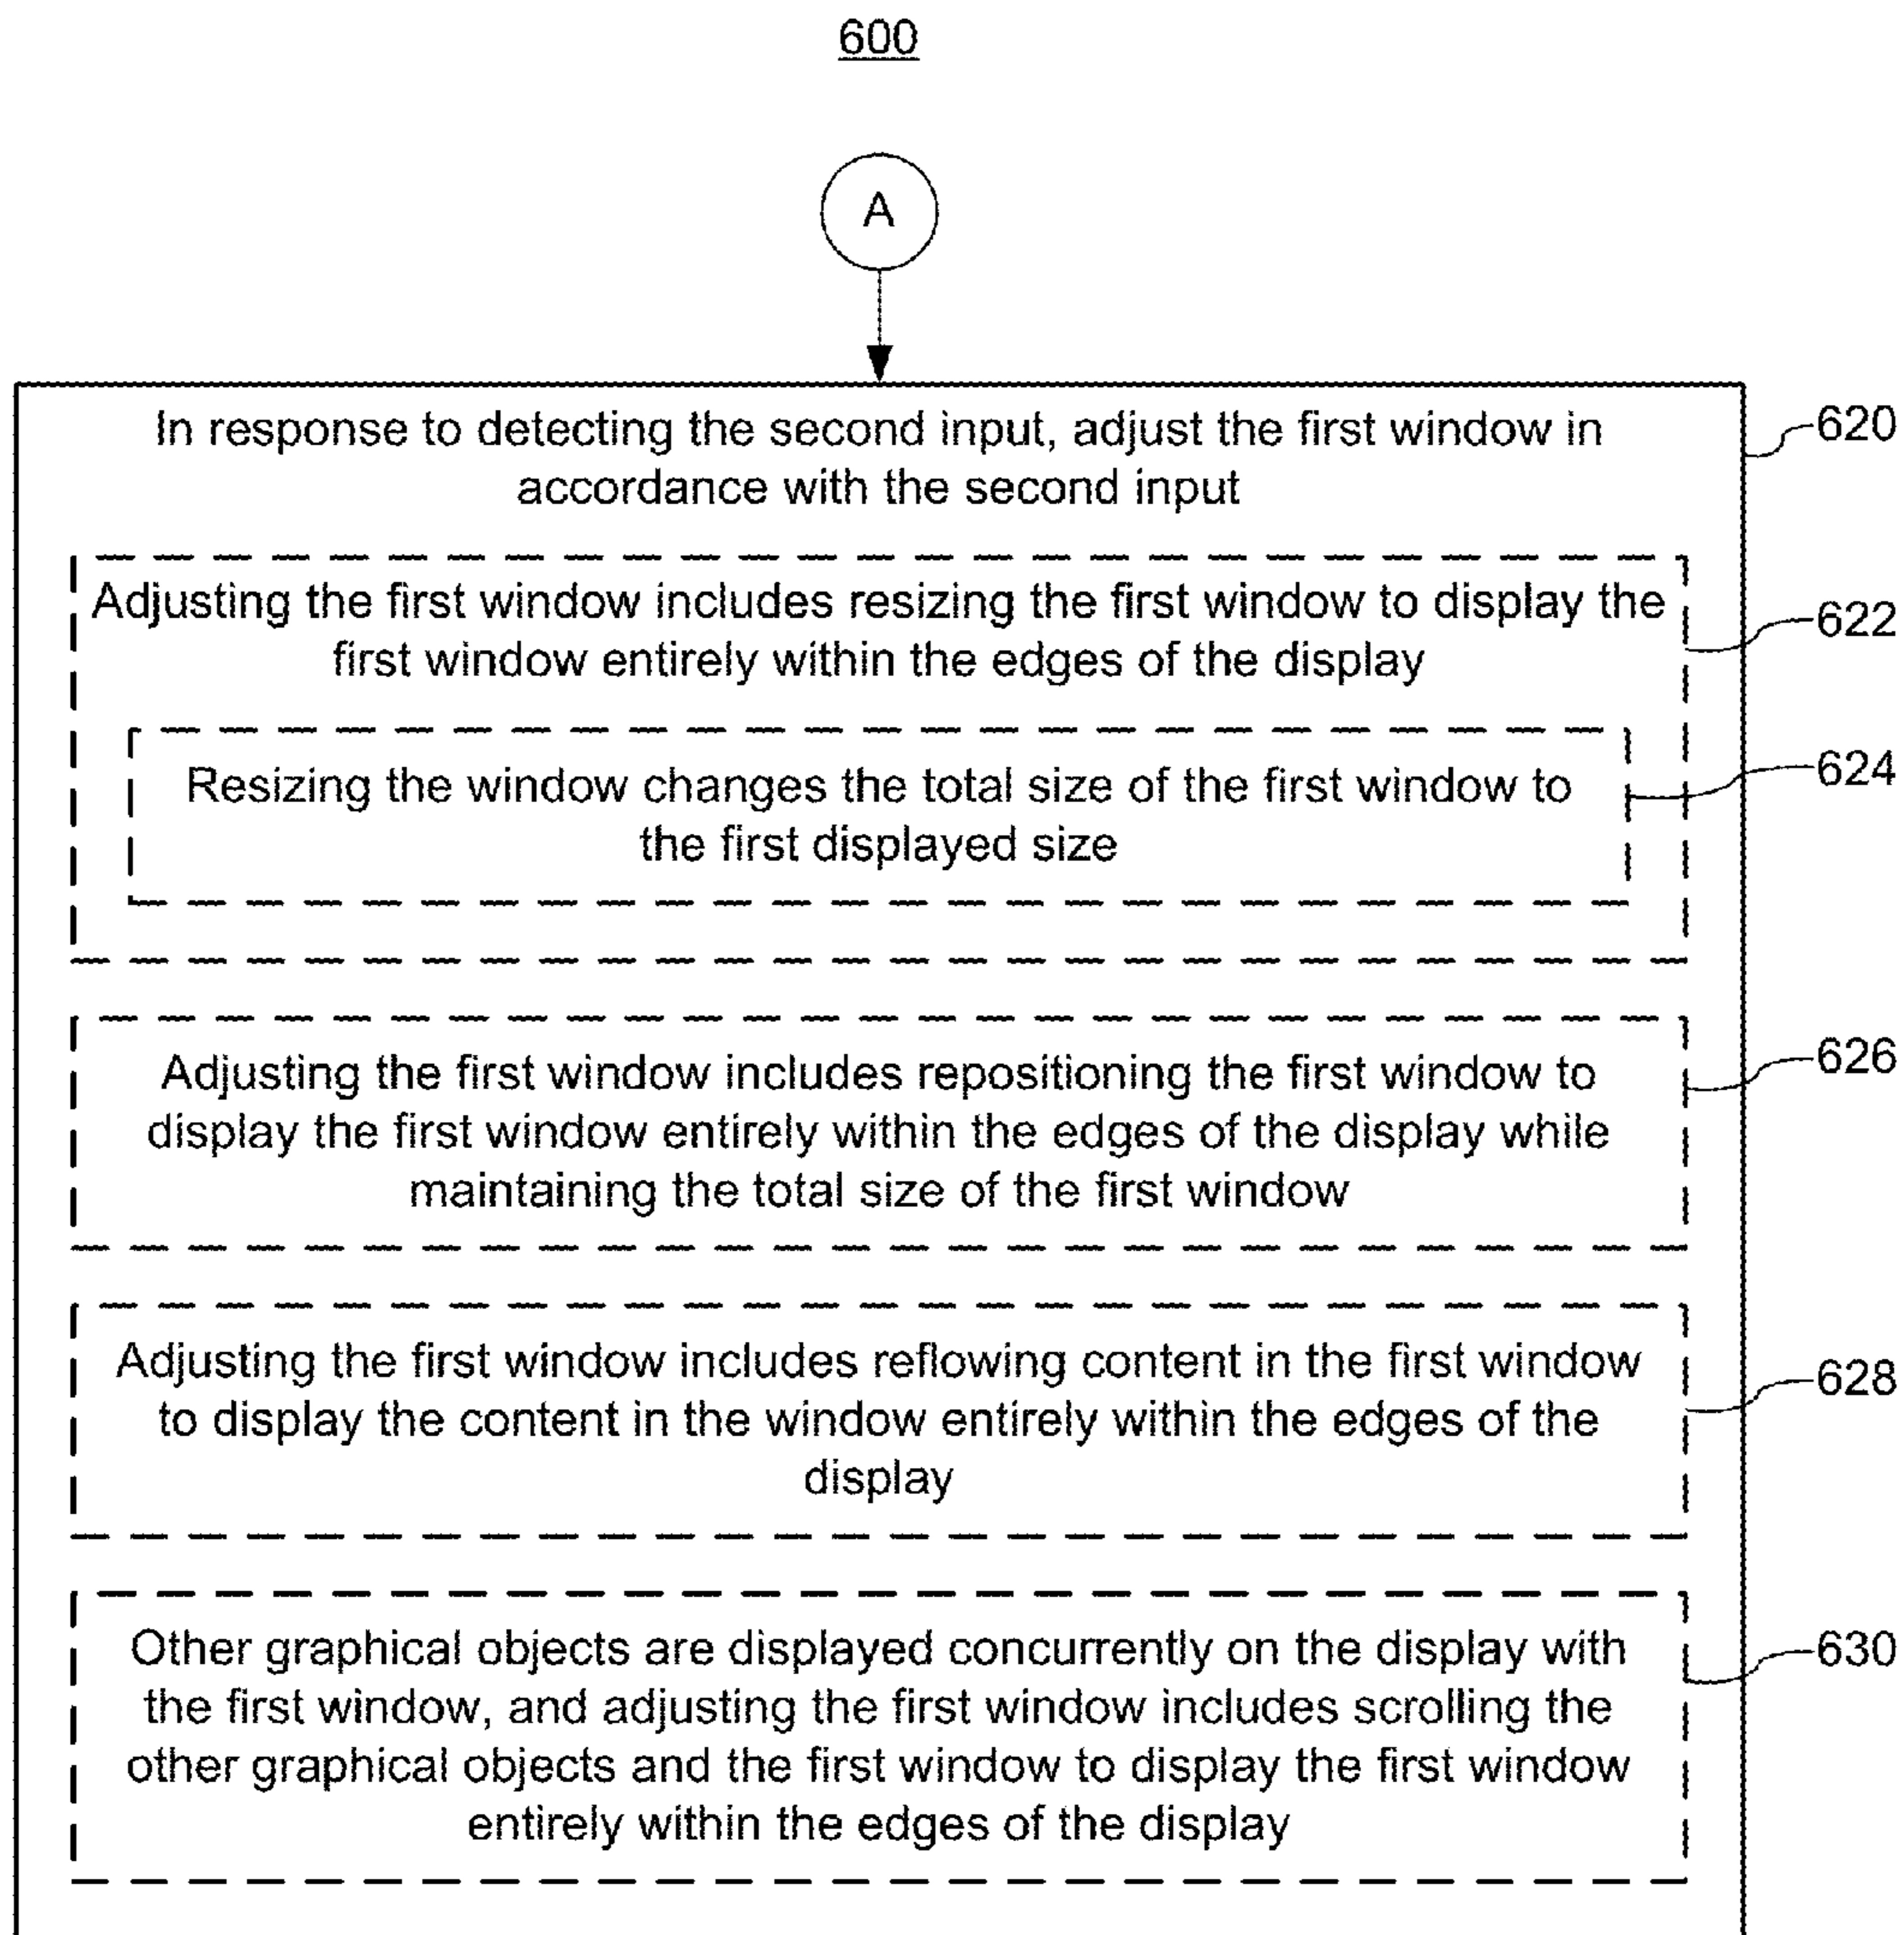 600
A
In response to detecting the second input, adjust the first window in
accordance with the second input
620
Adjusting the first window includes resizing the first window to display the
first window entirely within the edges of the display
622
Resizing the window changes the total size of the first window to
the first displayed size
624
Adjusting the first window includes repositioning the first window to
display the first window entirely within the edges of the display while
maintaining the total size of the first window
626
Adjusting the first window includes reflowing content in the first window
to display the content in the window entirely within the edges of the
display
628
Other graphical objects are displayed concurrently on the display with
the first window, and adjusting the first window includes scrolling the
other graphical objects and the first window to display the first window
entirely within the edges of the display
630